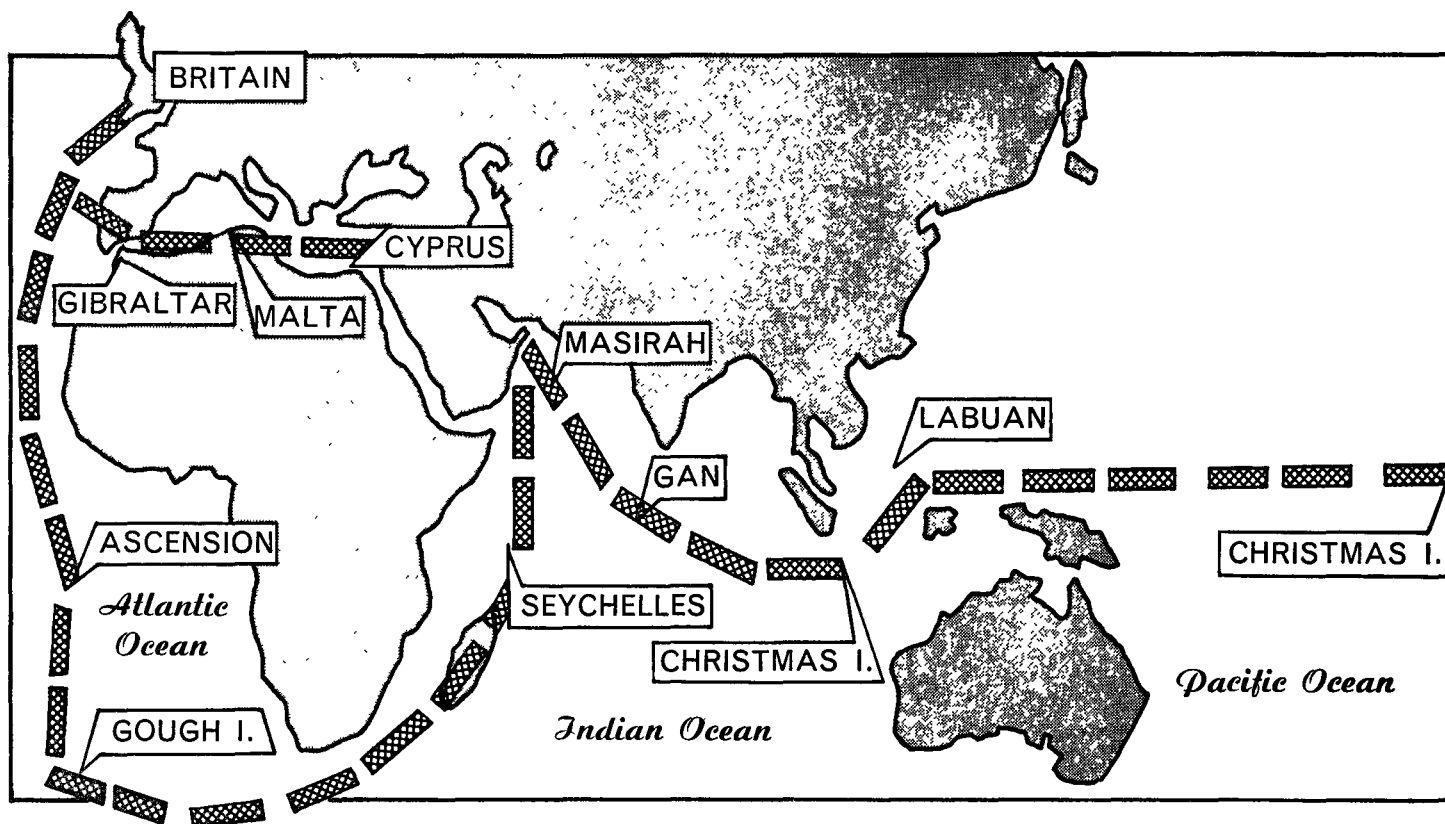 BRITAIN
CYPRUS
GIBRALTAR
MALTA
MASIRAH
LABUAN
GAN
ASCENSION
CHRISTMAS I.
Atlantic
Ocean
SEYCHELLES
CHRISTMAS I.
Pacific Ocean
GOUGH I.
Indian Ocean